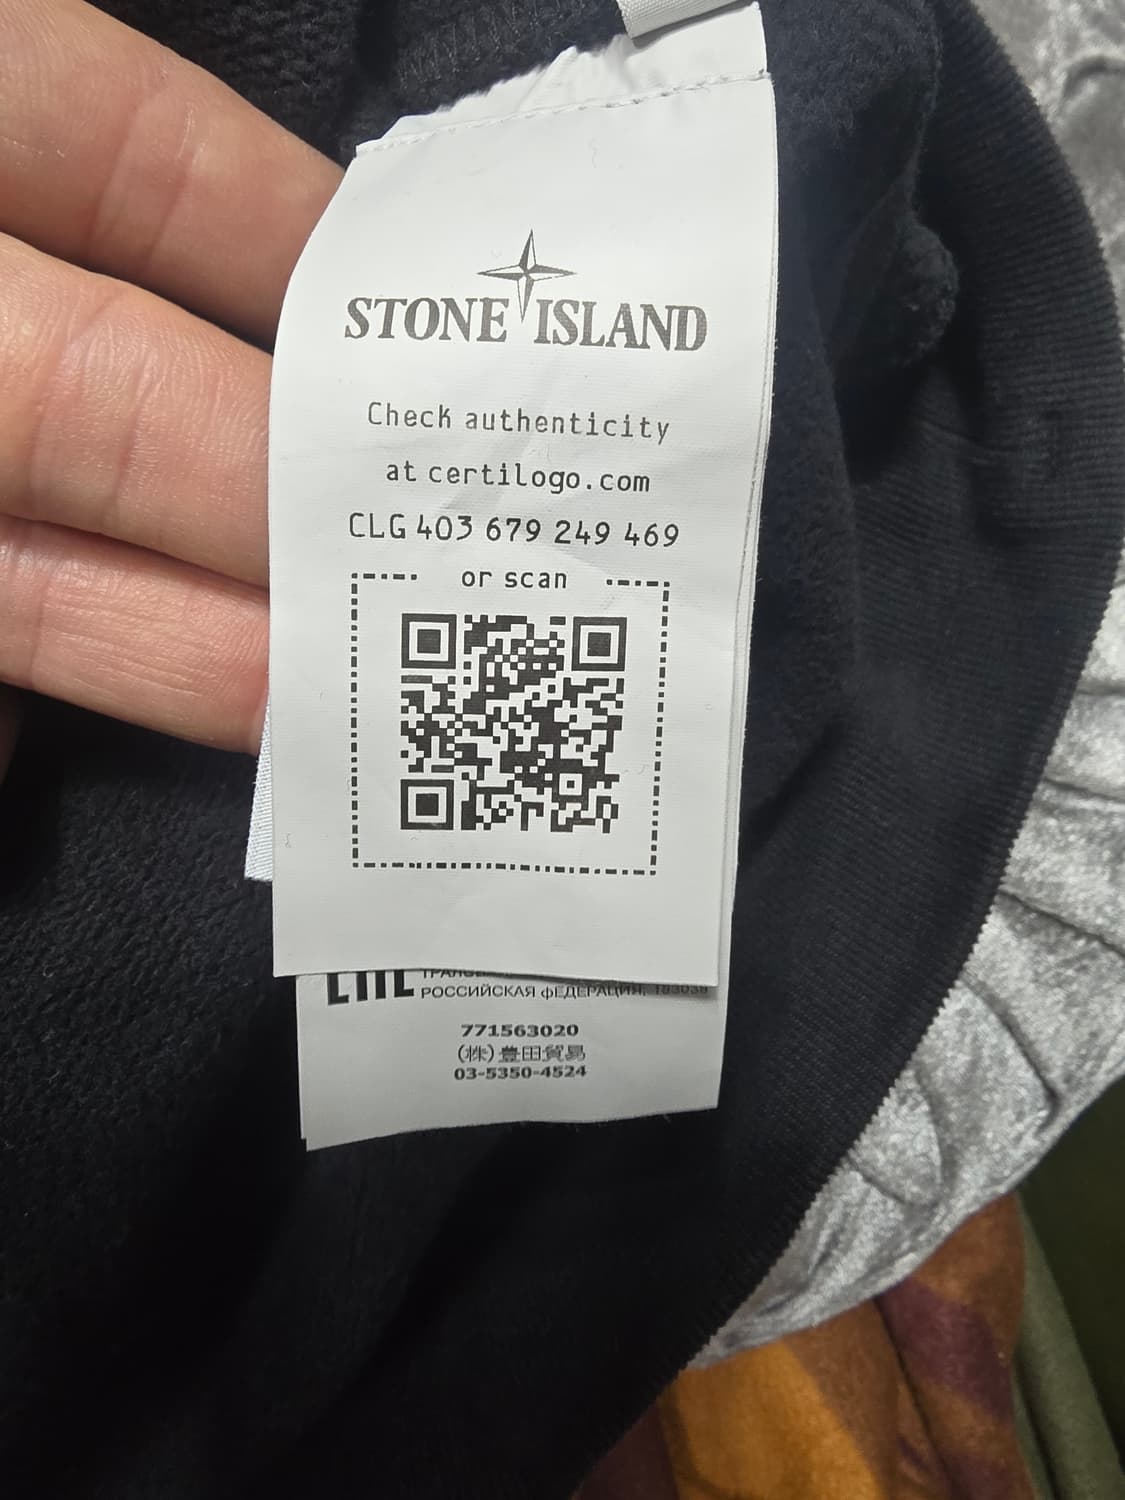 STONE ISLAND
Check authenticity
at certilogo.com
CLG 403 679 249 469
or scan
РОССИЙСКАЯ фЕДЕРАЦИЯ, 183038
771563020
(株)豊田貿易
03-5350-4524